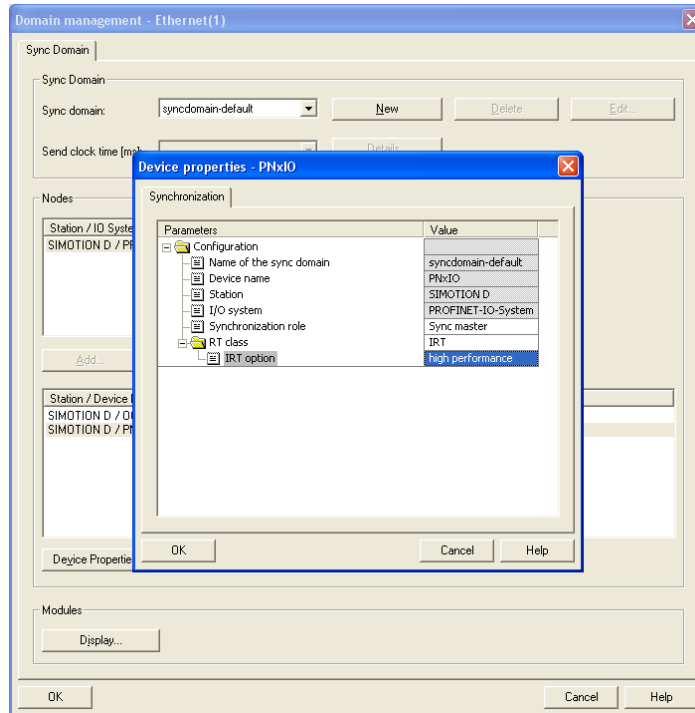 Domain management - Ethernet(1)
Sync Domain
Sync Domain
Sync domain: syncdomain-default New Delete Edit...
Send clock time [ms]: Details
Device properties - PNxIO
Nodes
Synchronization
Station / IO Syste
SIMOTION D / PR
Parameters Value
Configuration
Name of the sync domain syncdomain-default
Device name PNxIO
Station SIMOTION D
I/O system PROFINET-IO-System
Synchronization role Sync master
RT class IRT
IRT option high performance
Add...
Station / Device
SIMOTION D /
SIMOTION D / PN
OK Cancel Help
Device Propertie
Modules
Display...
OK Cancel Help